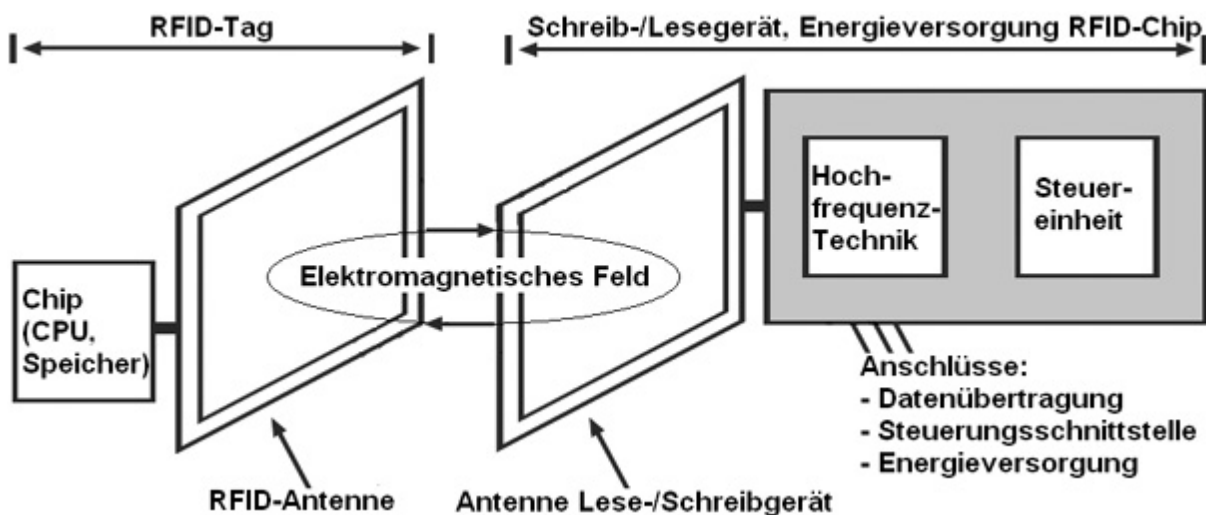 RFID-Tag
Schreib-/Lesegerät, Energieversorgung RFID-Chip
Hoch-
frequenz-
Technik
Steuer-
einheit
Elektromagnetisches Feld
Chip
(CPU,
Speicher)
Anschlüsse:
- Datenübertragung
- Steuerungsschnittstelle
- Energieversorgung
RFID-Antenne
Antenne Lese-/Schreibgerät